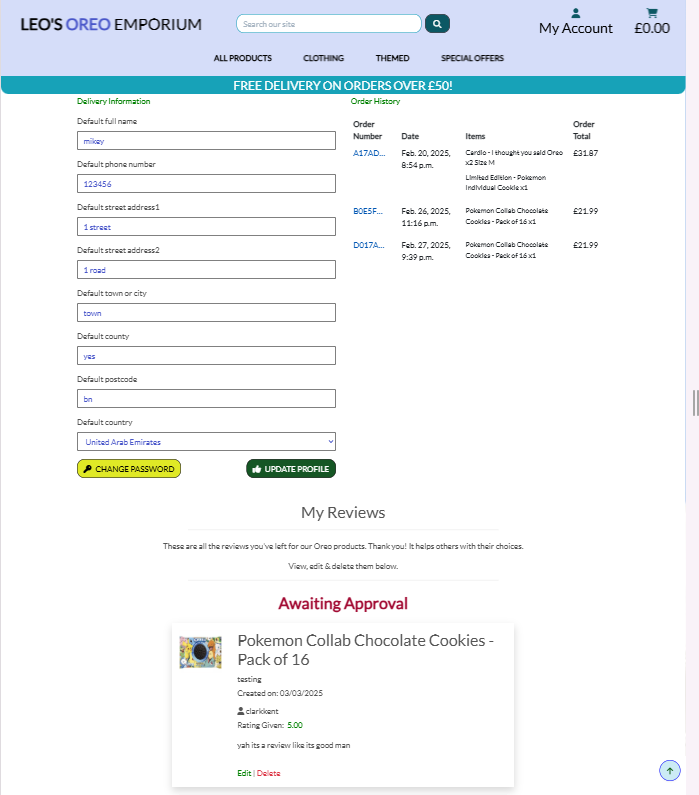 LEO'S OREO EMPORIUM
Search our site
My Account
£0.00
ALL PRODUCTS CLOTHING THEMED SPECIAL OFFERS
FREE DELIVERY ON ORDERS OVER £50!
Delivery Information
Default full name
mikey
Default phone number
123456
Default street address1
1 street
Default street address2
1 road
Default town or city
town
Default county
yes
Default postcode
bn
Default country
United Arab Emirates
CHANGE PASSWORD UPDATE PROFILE
Order History
Order Number Date Items Order Total
A17AD... Feb. 20, 2025, 8:54 p.m. Cardio - I thought you said Oreo x2 Size M £31.87
Limited Edition - Pokemon Individual Cookie x1
B0E5F... Feb. 26, 2025, 11:16 p.m. Pokemon Collab Chocolate Cookies - Pack of 16 x1 £21.99
D017A... Feb. 27, 2025, 9:39 p.m. Pokemon Collab Chocolate Cookies - Pack of 16 x1 £21.99
My Reviews
These are all the reviews you've left for our Oreo products. Thank you! It helps others with their choices.
View, edit & delete them below.
Awaiting Approval
Pokemon Collab Chocolate Cookies -
Pack of 16
testing
Created on: 03/03/2025
clarkkent
Rating Given: 5.00
yah its a review like its good man
Edit | Delete